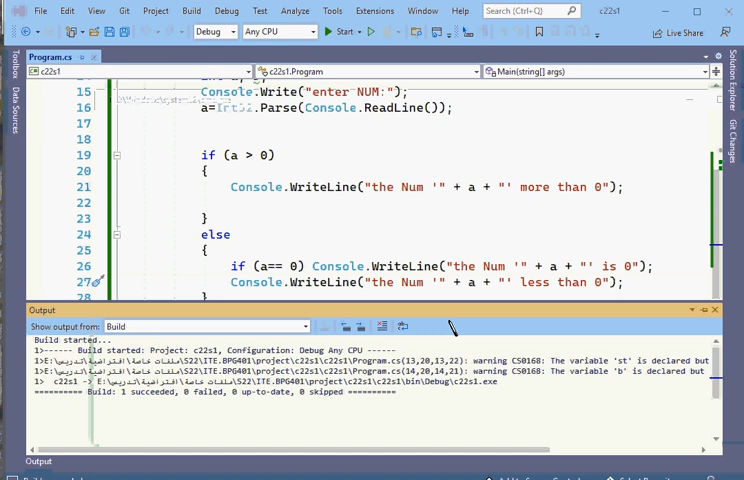 File Edit View Git Project Build Debug Test Analyze Tools Extensions Window Help Search (Ctrl+Q) c22s1
Debug Any CPU Start Live Share
Program.cs
c22s1 c22s1.Program Main(string[] args)
Toolbox
Data Sources
Solution Explorer
Git Changes
15 Console.Write("enter NUM:");
16 a=Int32.Parse(Console.ReadLine());
17
18
19 if (a > 0)
20 {
21 Console.WriteLine("the Num '" + a + "' more than 0");
22
23 }
24 else
25 {
26 if (a== 0) Console.WriteLine("the Num '" + a + "' is 0");
27 Console.WriteLine("the Num '" + a + "' less than 0");
28 }
Output
Show output from: Build
Build started...
1>------ Build started: Project: c22s1, Configuration: Debug Any CPU ------
1>E:\ملفات خاصة\افتراضية\تدريس\S22\ITE.BPG401\project\c22s1\c22s1\Program.cs(13,20,13,22): warning CS0168: The variable 'st' is declared but
1>E:\ملفات خاصة\افتراضية\تدريس\S22\ITE.BPG401\project\c22s1\c22s1\Program.cs(14,20,14,21): warning CS0168: The variable 'b' is declared but
1> c22s1 -> E:\ملفات خاصة\افتراضية\تدريس\S22\ITE.BPG401\project\c22s1\c22s1\bin\Debug\c22s1.exe
========== Build: 1 succeeded, 0 failed, 0 up-to-date, 0 skipped ==========
Output